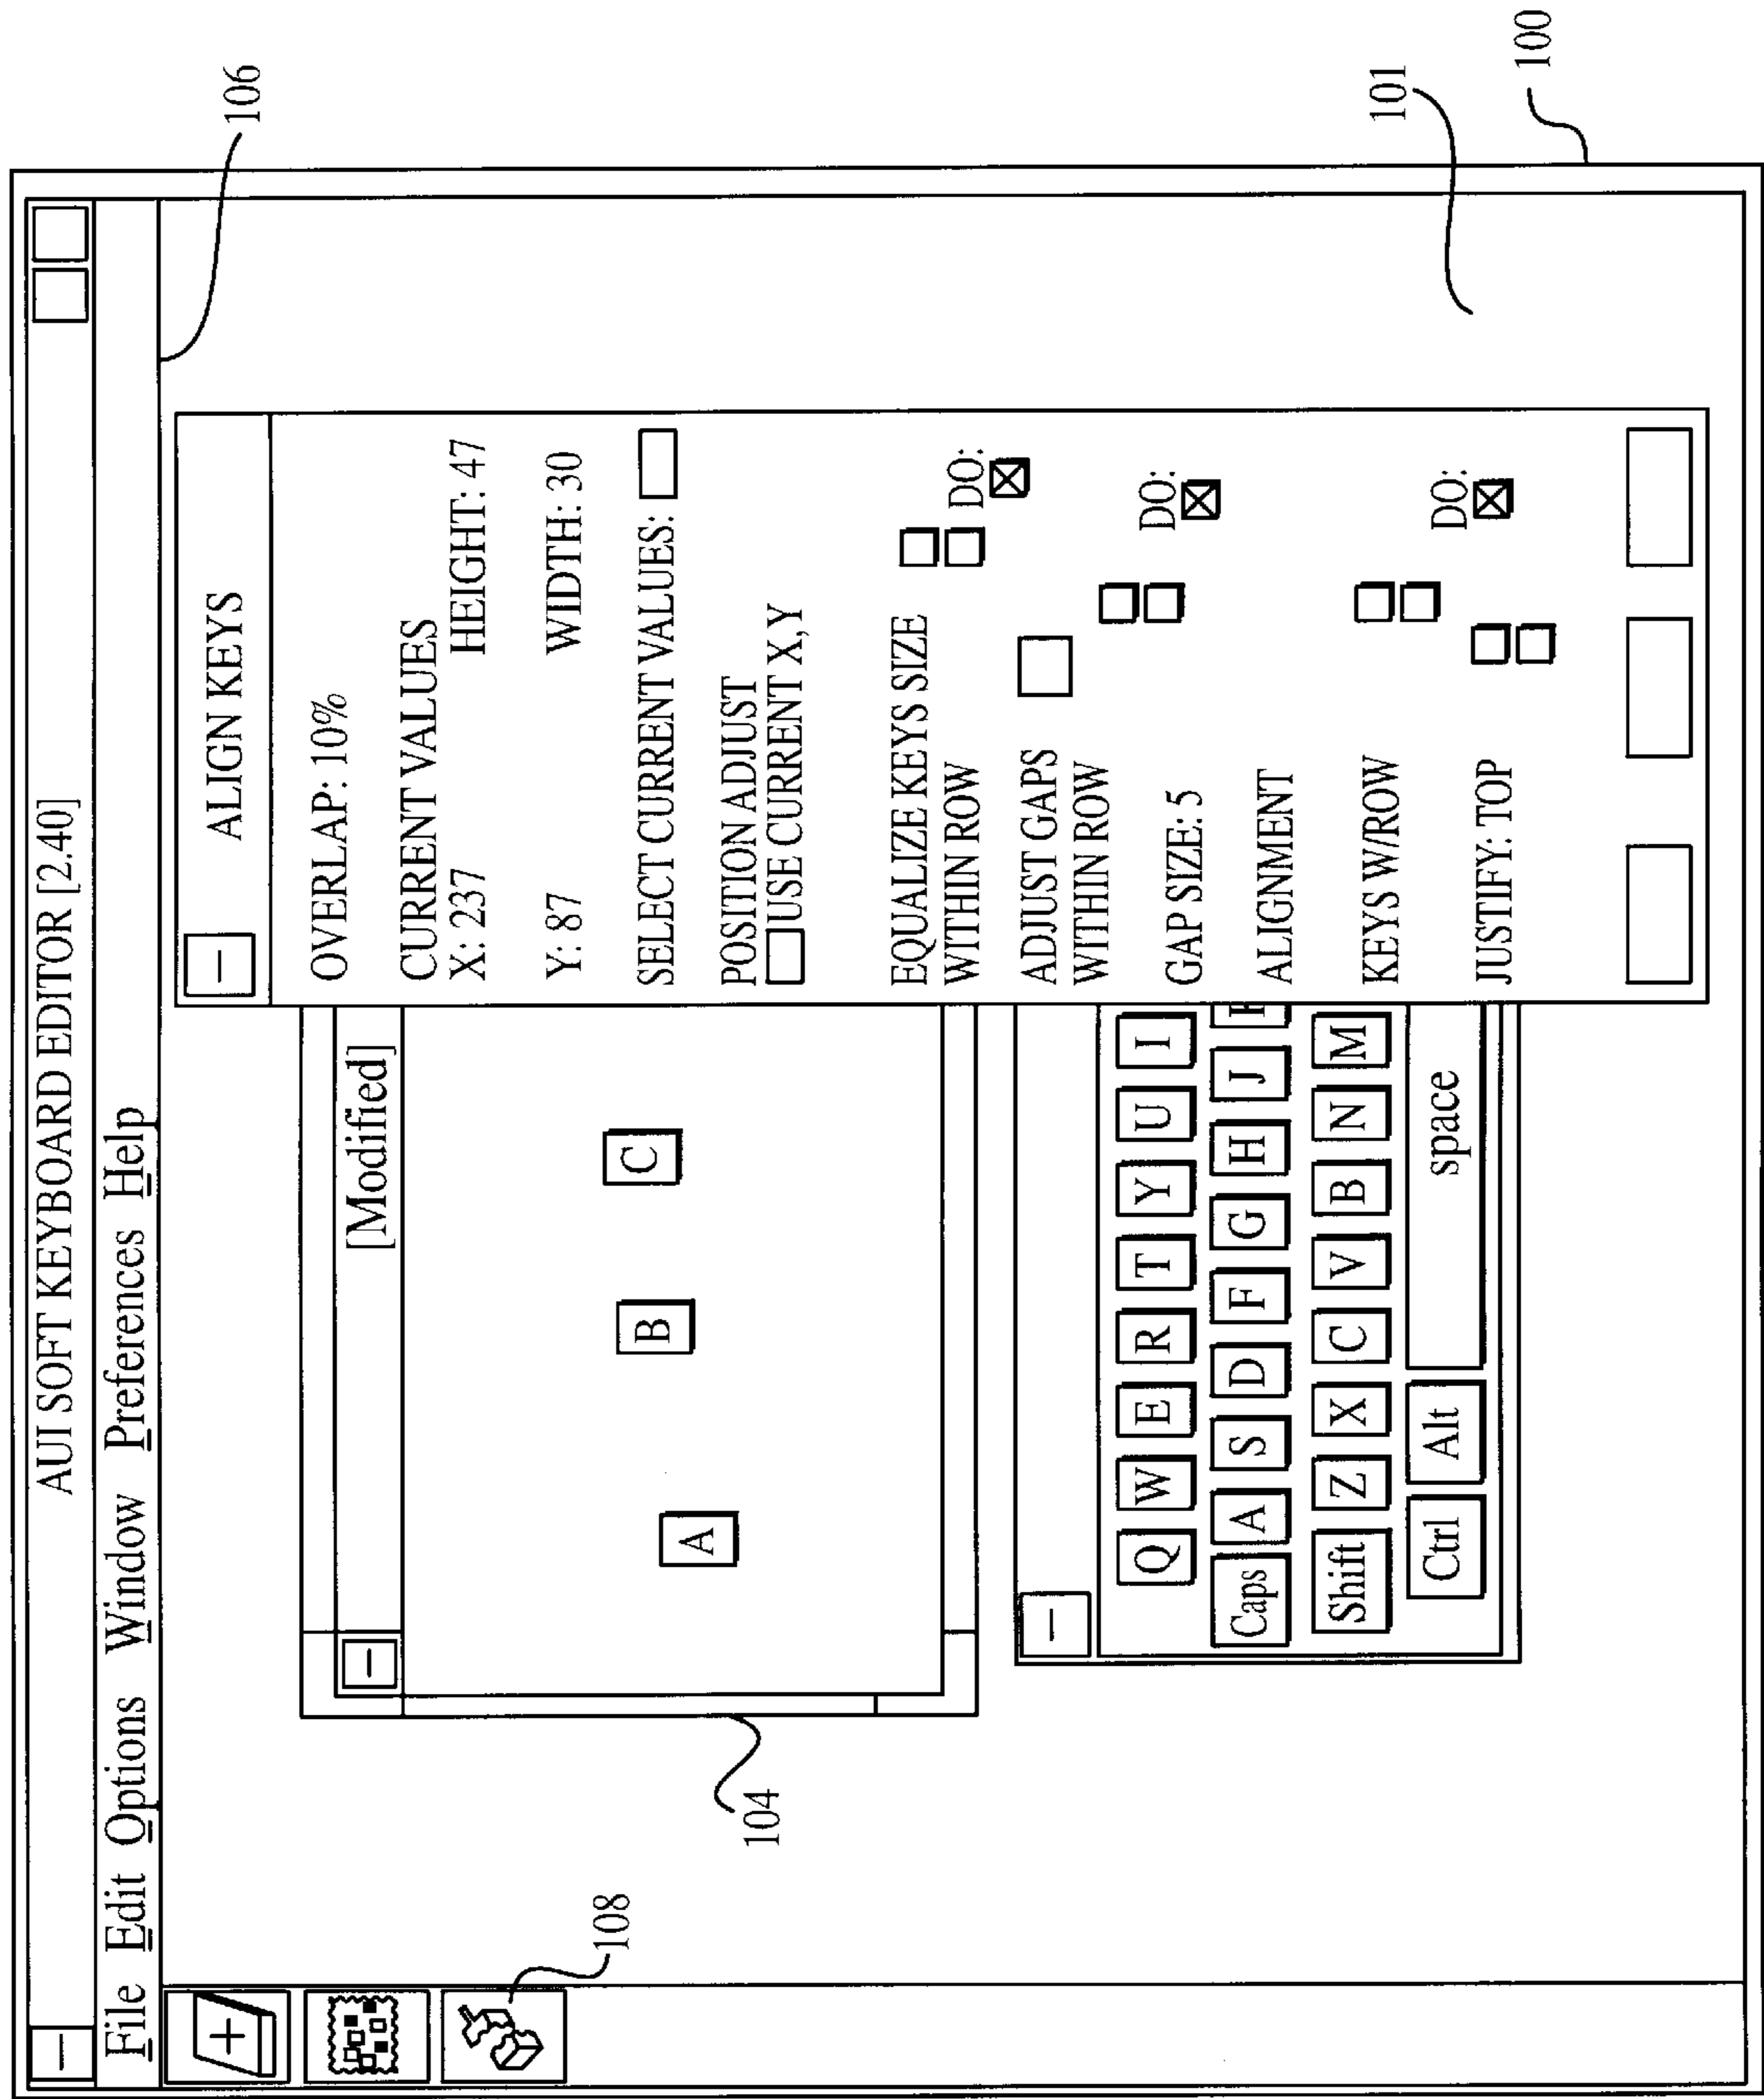 AUI SOFT KEYBOARD EDITOR [2.40]
File Edit Options Window Preferences Help
106
[Modified]
A B C
104
108
ALIGN KEYS
OVERLAP: 10%
CURRENT VALUES
X: 237 HEIGHT: 47
Y: 87 WIDTH: 30
SELECT CURRENT VALUES:
POSITION ADJUST
USE CURRENT X,Y
EQUALIZE KEYS SIZE
WITHIN ROW DO:
ADJUST GAPS
WITHIN ROW
GAP SIZE: 5 DO:
ALIGNMENT
KEYS W/ROW
JUSTIFY: TOP DO:
Q W E R T Y U I
Caps A S D F G H J
Shift Z X C V B N M
Ctrl Alt space
101
100